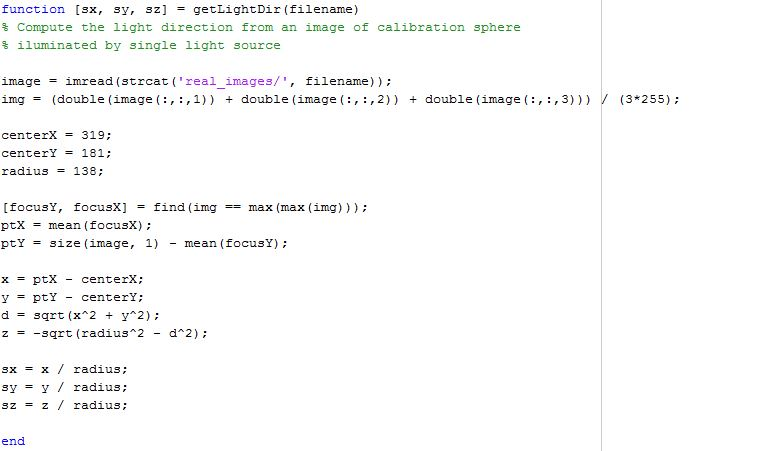 function [sx, sy, sz] = getLightDir(filename)
% Compute the light direction from an image of calibration sphere
% iluminated by single light source
image = imread(strcat('real_images/', filename));
img = (double(image(:,:,1)) + double(image(:,:,2)) + double(image(:,:,3))) / (3*255);
centerX = 319;
centerY = 181;
radius = 138;
[focusY, focusX] = find(img == max(max(img)));
ptX = mean(focusX);
ptY = size(image, 1) - mean(focusY);
x = ptX - centerX;
y = ptY - centerY;
d = sqrt(x^2 + y^2);
z = -sqrt(radius^2 - d^2);
sx = x / radius;
sy = y / radius;
sz = z / radius;
end